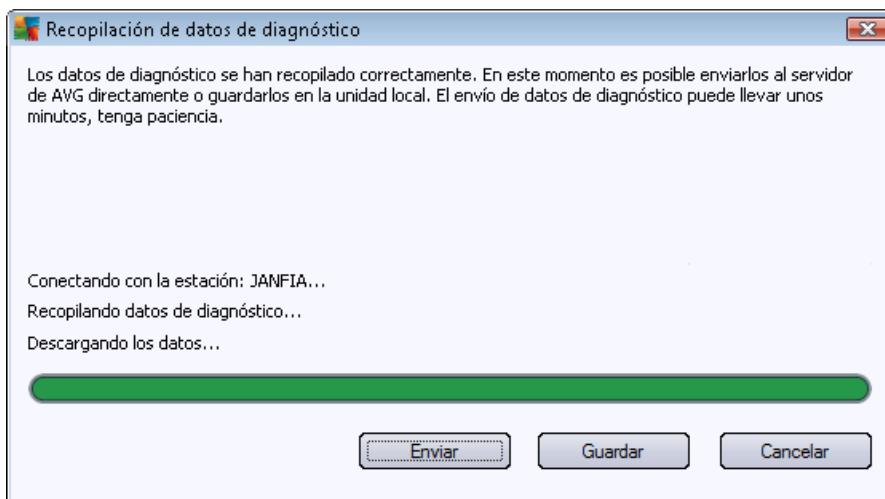 Recopilación de datos de diagnóstico
Los datos de diagnóstico se han recopilado correctamente. En este momento es posible enviarlos al servidor
de AVG directamente o guardarlos en la unidad local. El envío de datos de diagnóstico puede llevar unos
minutos, tenga paciencia.
Conectando con la estación: JANFIA...
Recopilando datos de diagnóstico...
Descargando los datos...
Enviar Guardar Cancelar